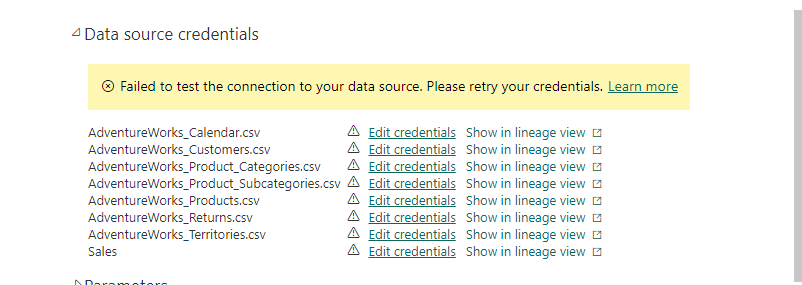 Data source credentials
Failed to test the connection to your data source. Please retry your credentials. Learn more
AdventureWorks_Calendar.csv Edit credentials Show in lineage view
AdventureWorks_Customers.csv Edit credentials Show in lineage view
AdventureWorks_Product_Categories.csv Edit credentials Show in lineage view
AdventureWorks_Product_Subcategories.csv Edit credentials Show in lineage view
AdventureWorks_Products.csv Edit credentials Show in lineage view
AdventureWorks_Returns.csv Edit credentials Show in lineage view
AdventureWorks_Territories.csv Edit credentials Show in lineage view
Sales Edit credentials Show in lineage view
Parameters